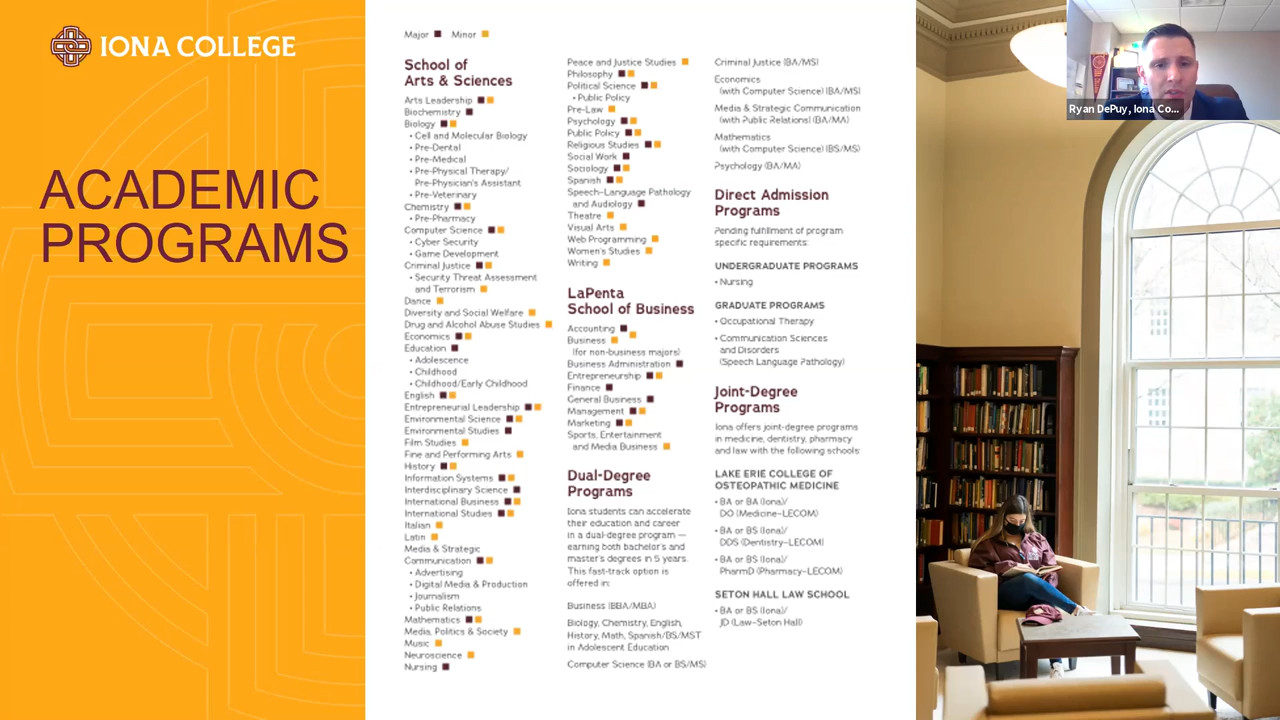 IONA COLLEGE
ACADEMIC
PROGRAMS
Major Minor
School of
Arts & Sciences
Arts Leadership
Biochemistry
Biology
• Cell and Molecular Biology
• Pre-Dental
• Pre-Medical
• Pre-Physical Therapy/
Pre-Physician's Assistant
• Pre-Veterinary
Chemistry
• Pre-Pharmacy
Computer Science
• Cyber Security
• Game Development
Criminal Justice
• Security Threat Assessment
and Terrorism
Dance
Diversity and Social Welfare
Drug and Alcohol Abuse Studies
Economics
Education
• Adolescence
• Childhood
• Childhood/Early Childhood
English
Entrepreneurial Leadership
Environmental Science
Environmental Studies
Film Studies
Fine and Performing Arts
History
Information Systems
Interdisciplinary Science
International Business
International Studies
Italian
Latin
Media & Strategic
Communication
• Advertising
• Digital Media & Production
• Journalism
• Public Relations
Mathematics
Media, Politics & Society
Music
Neuroscience
Nursing
Peace and Justice Studies
Philosophy
Political Science
• Public Policy
Pre-Law
Psychology
Public Policy
Religious Studies
Social Work
Sociology
Spanish
Speech-Language Pathology
and Audiology
Theatre
Visual Arts
Web Programming
Women's Studies
Writing
LaPenta
School of Business
Accounting
Business
(for non-business majors)
Business Administration
Entrepreneurship
Finance
General Business
Management
Marketing
Sports, Entertainment
and Media Business
Dual-Degree
Programs
Iona students can accelerate
their education and career
in a dual-degree program —
earning both bachelor's and
master's degrees in 5 years.
This fast-track option is
offered in:
Business (BBA/MBA)
Biology, Chemistry, English,
History, Math, Spanish/BS/MST
in Adolescent Education
Computer Science (BA or BS/MS)
Criminal Justice (BA/MS)
Economics
(with Computer Science) (BA/MS)
Media & Strategic Communication
(with Public Relations) (BA/MA)
Mathematics
(with Computer Science) (BS/MS)
Psychology (BA/MA)
Direct Admission
Programs
Pending fulfillment of program
specific requirements:
UNDERGRADUATE PROGRAMS
• Nursing
GRADUATE PROGRAMS
• Occupational Therapy
• Communication Sciences
and Disorders
(Speech Language Pathology)
Joint-Degree
Programs
Iona offers joint-degree programs
in medicine, dentistry, pharmacy
and law with the following schools:
LAKE ERIE COLLEGE OF
OSTEOPATHIC MEDICINE
• BA or BA (Iona)/
DO (Medicine-LECOM)
• BA or BS (Iona)/
DDS (Dentistry-LECOM)
• BA or BS (Iona)/
PharmD (Pharmacy-LECOM)
SETON HALL LAW SCHOOL
• BA or BS (Iona)/
JD (Law-Seton Hall)
Ryan DePuy, Iona Co...